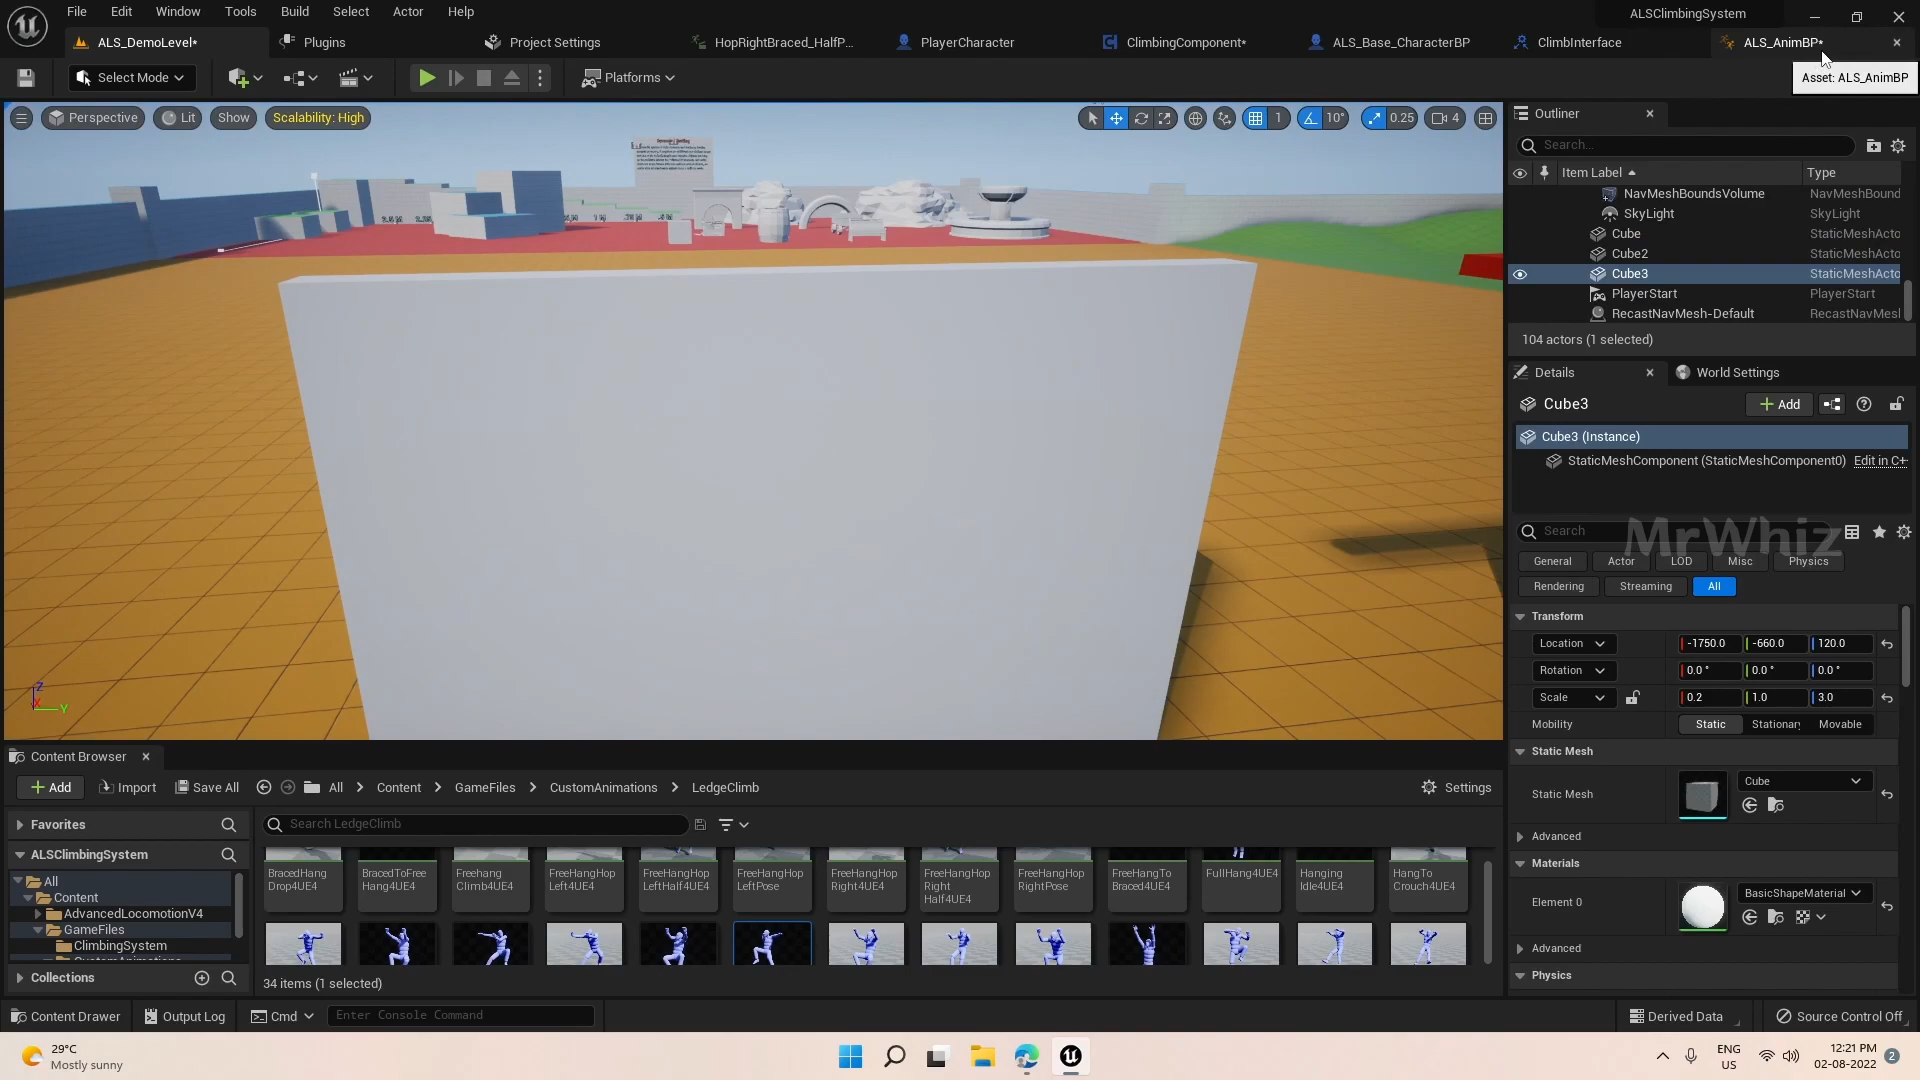 File Edit Window Tools Build Select Actor Help
ALSClimbingSystem
ALS_DemoLevel* Plugins Project Settings HopRightBraced_HalfP... PlayerCharacter ClimbingComponent* ALS_Base_CharacterBP ClimbInterface ALS_AnimBP*
Select Mode Platforms
Asset: ALS_AnimBP
Perspective Lit Show Scalability: High 1 10° 0.25 4
Outliner
Search...
Item Label Type
NavMeshBoundsVolume NavMeshBound
SkyLight SkyLight
Cube StaticMeshActo
Cube2 StaticMeshActo
Cube3 StaticMeshActo
PlayerStart PlayerStart
RecastNavMesh-Default RecastNavMesl
104 actors (1 selected)
Details World Settings
Cube3 Add
Cube3 (Instance)
StaticMeshComponent (StaticMeshComponent0) Edit in C+
Search
MrWhiz
General Actor LOD Misc Physics
Rendering Streaming All
Transform
Location -1750.0 -660.0 120.0
Rotation 0.0° 0.0° 0.0°
Scale 0.2 1.0 3.0
Mobility Static Stationary Movable
Static Mesh
Static Mesh Cube
Advanced
Materials
Element 0 BasicShapeMaterial
Advanced
Physics
Content Browser
Add Import Save All All Content GameFiles CustomAnimations LedgeClimb Settings
Favorites
Search LedgeClimb
ALSClimbingSystem
All
Content
AdvancedLocomotionV4
GameFiles
ClimbingSystem
CustomAnimations
Collections
BracedHang
Drop4UE4
BracedToFree
Hang4UE4
Freehang
Climb4UE4
FreeHangHop
Left4UE4
FreeHangHop
LeftHalf4UE4
FreeHangHop
LeftPose
FreeHangHop
Right4UE4
FreeHangHop
Right
Half4UE4
FreeHangHop
RightPose
FreeHangTo
Braced4UE4
FullHang4UE4
Hanging
Idle4UE4
HangTo
Crouch4UE4
34 items (1 selected)
Content Drawer Output Log Cmd Enter Console Command Derived Data Source Control Off
29°C
Mostly sunny
ENG
US
12:21 PM
02-08-2022
2